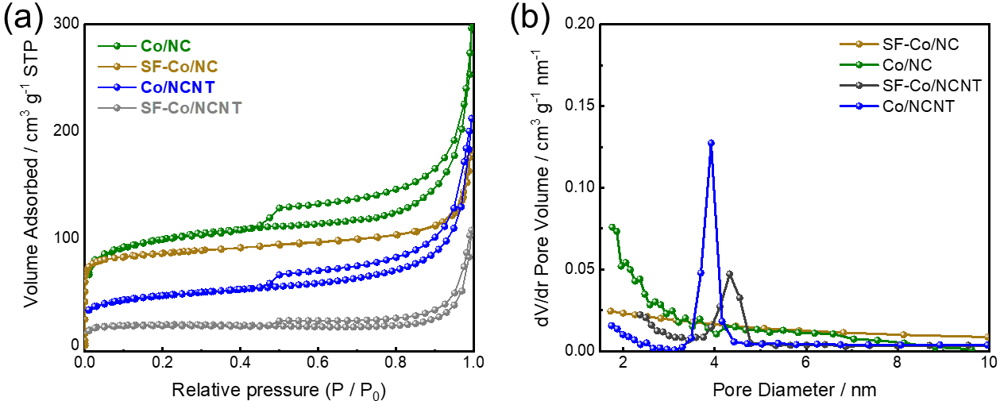 (a)
Volume Adsorbed / cm³ g⁻¹ STP
300
200
100
0
Co/NC
SF-Co/NC
Co/NCNT
SF-Co/NCNT
0.0 0.2 0.4 0.6 0.8 1.0
Relative pressure (P / P₀)
(b)
dV/dr Pore Volume / cm³ g⁻¹ nm⁻¹
0.20
0.15
0.10
0.05
0.00
SF-Co/NC
Co/NC
SF-Co/NCNT
Co/NCNT
2 4 6 8 10
Pore Diameter / nm